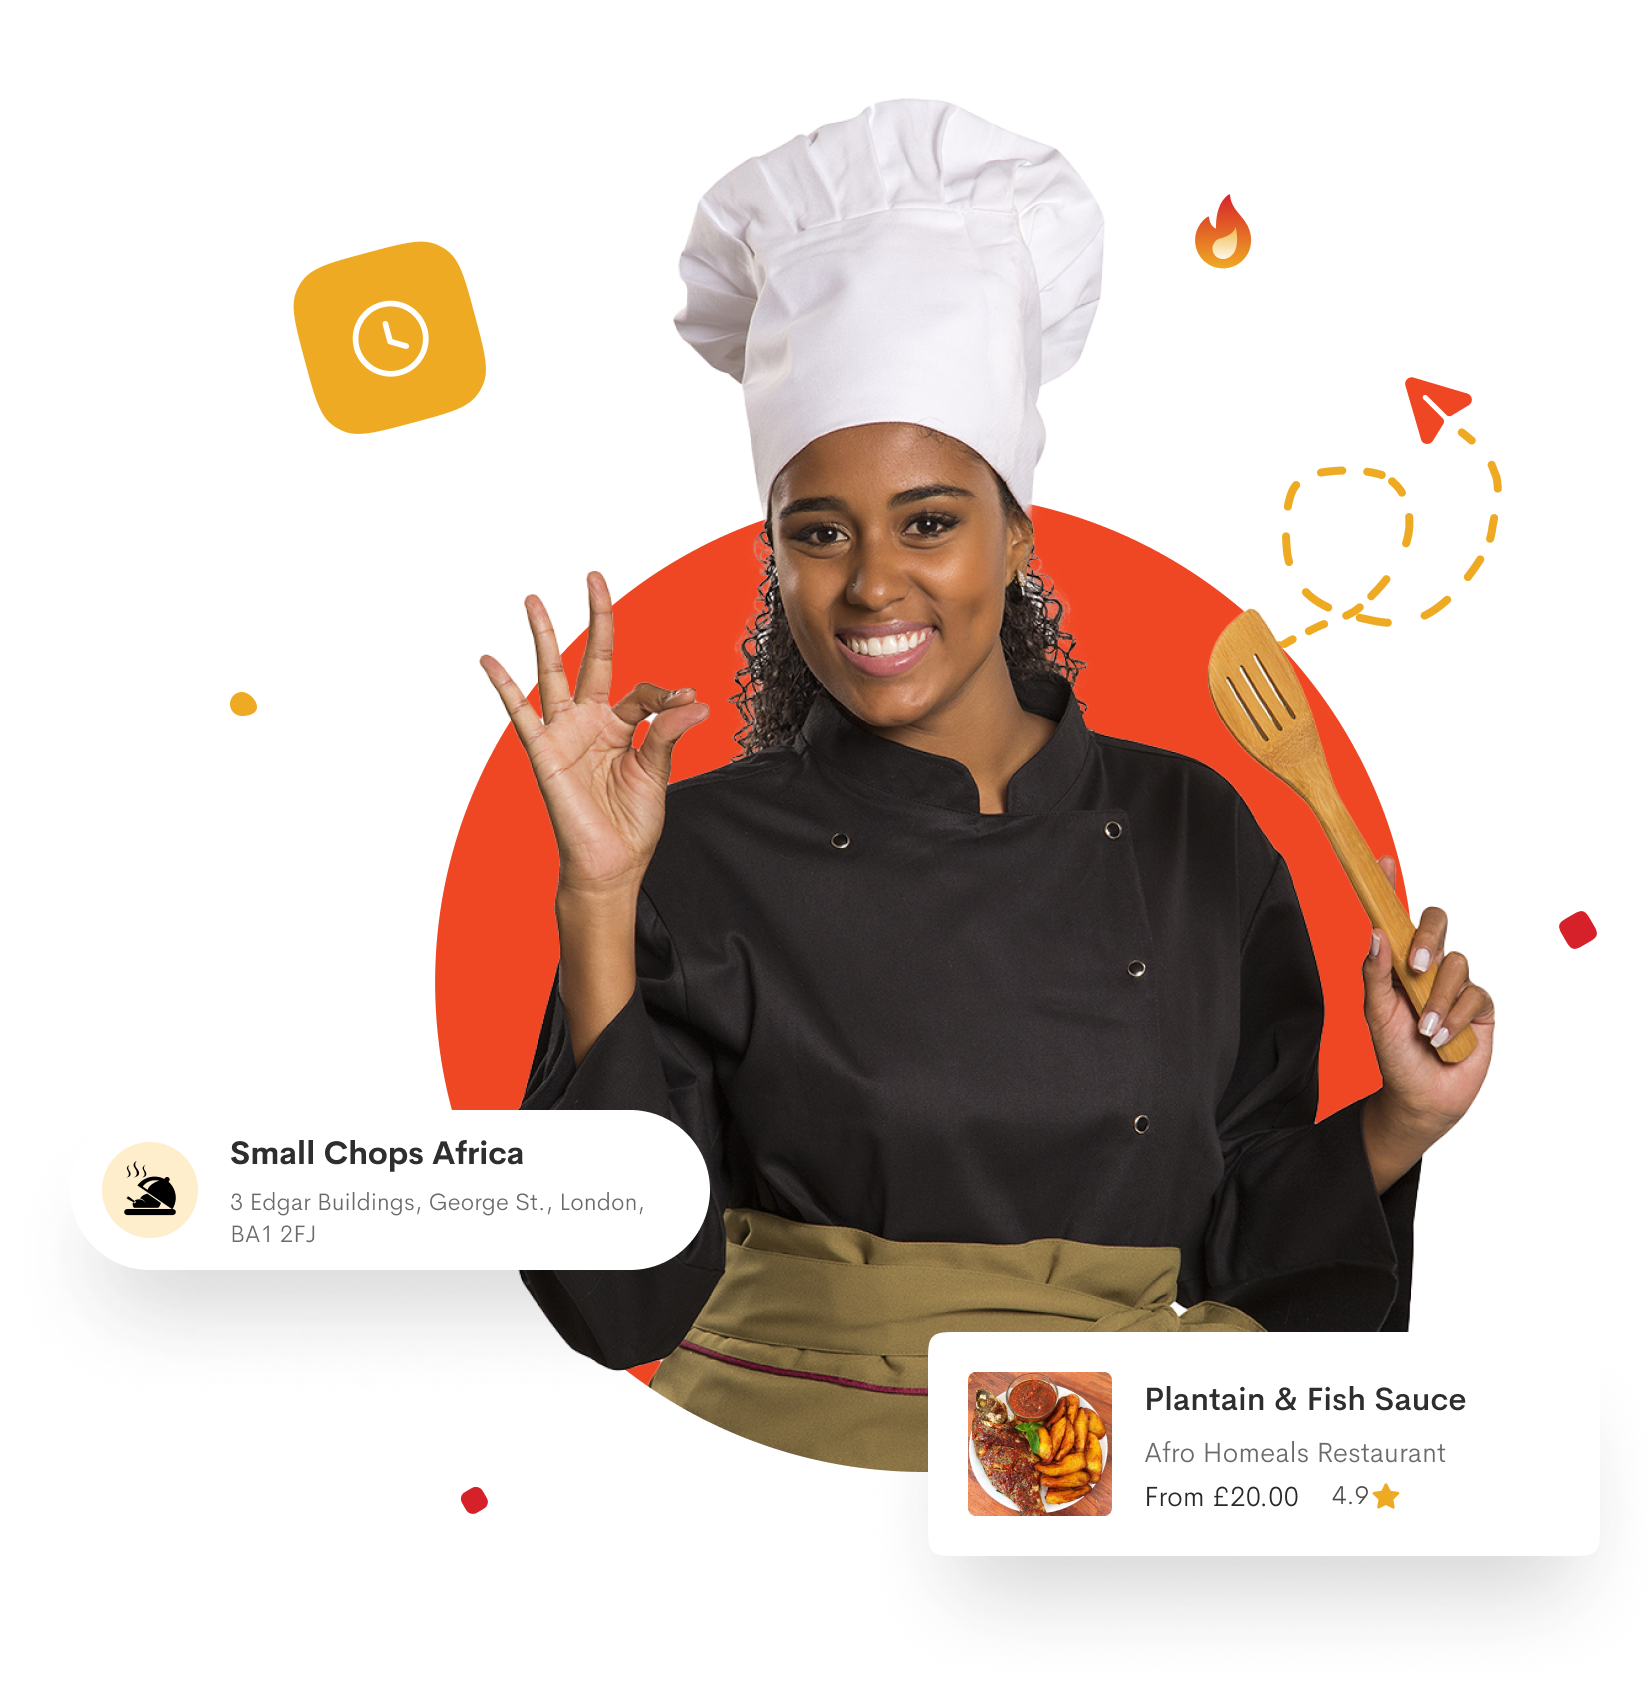 Small Chops Africa
3 Edgar Buildings, George St., London,
BA1 2FJ
Plantain & Fish Sauce
Afro Homeals Restaurant
From £20.00 4.9